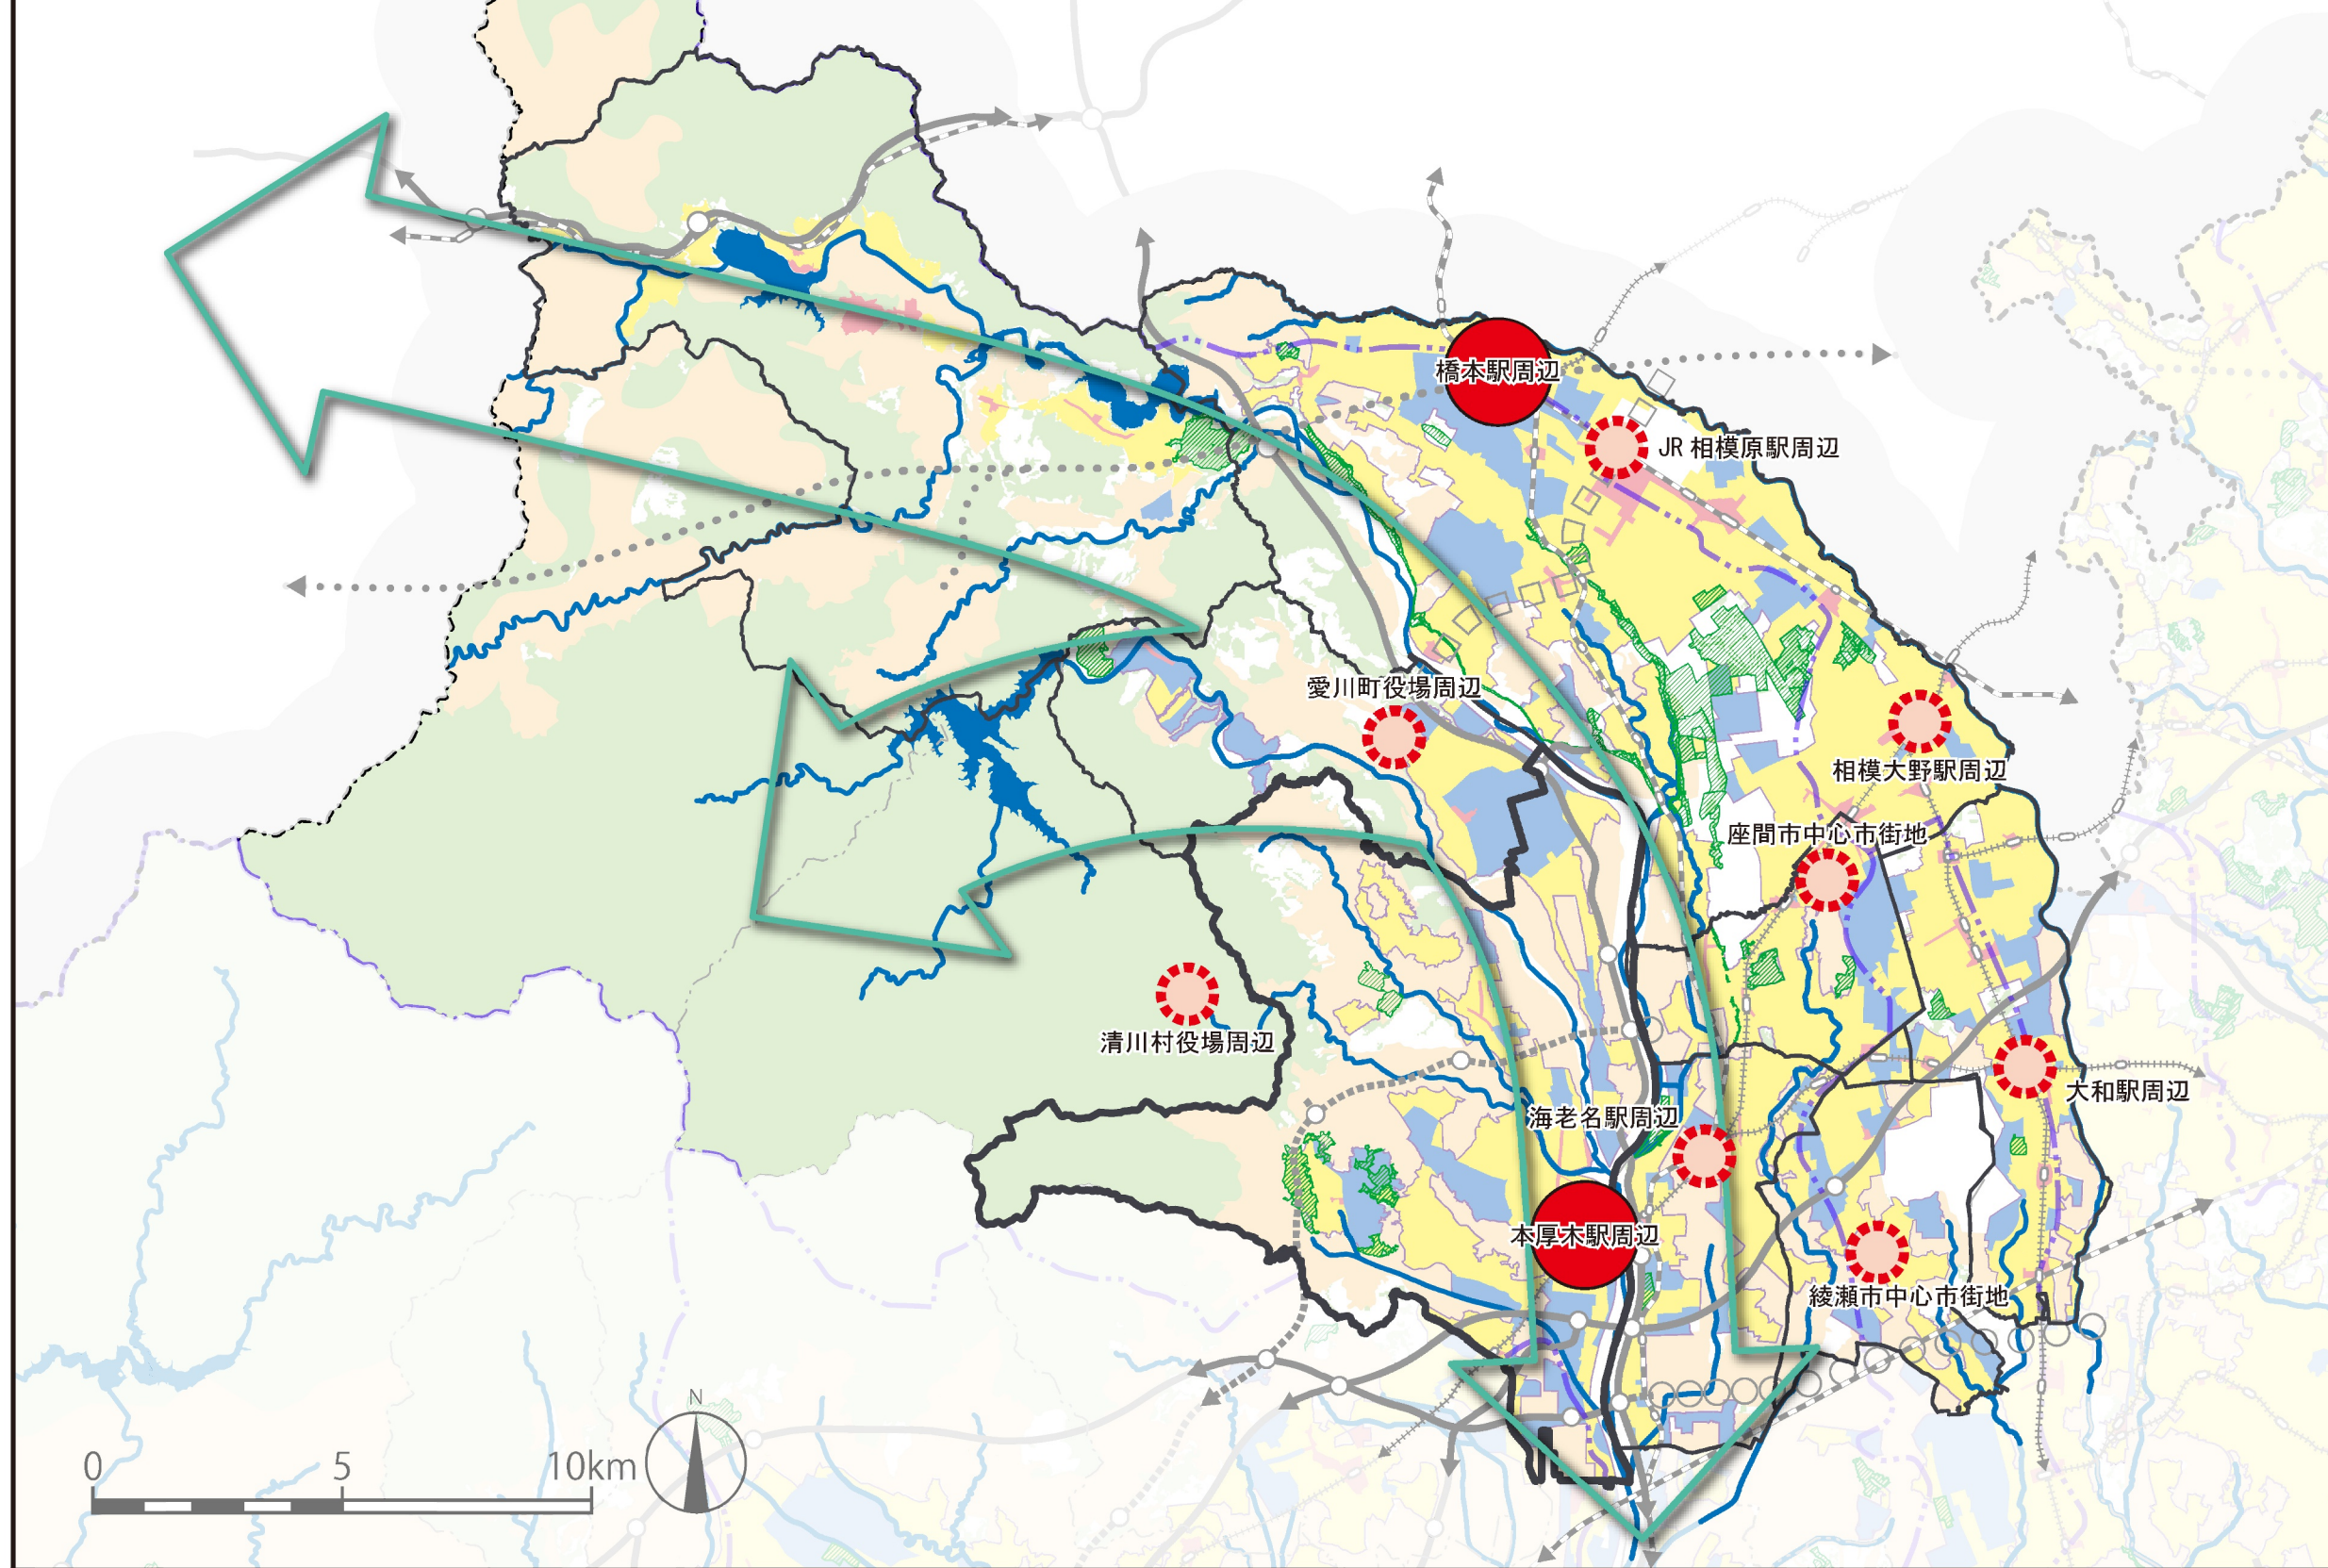 橋本駅周辺
JR 相模原駅周辺
愛川町役場周辺
相模大野駅周辺
座間市中心市街地
清川村役場周辺
大和駅周辺
海老名駅周辺
本厚木駅周辺
綾瀬市中心市街地
N
0 5 10km